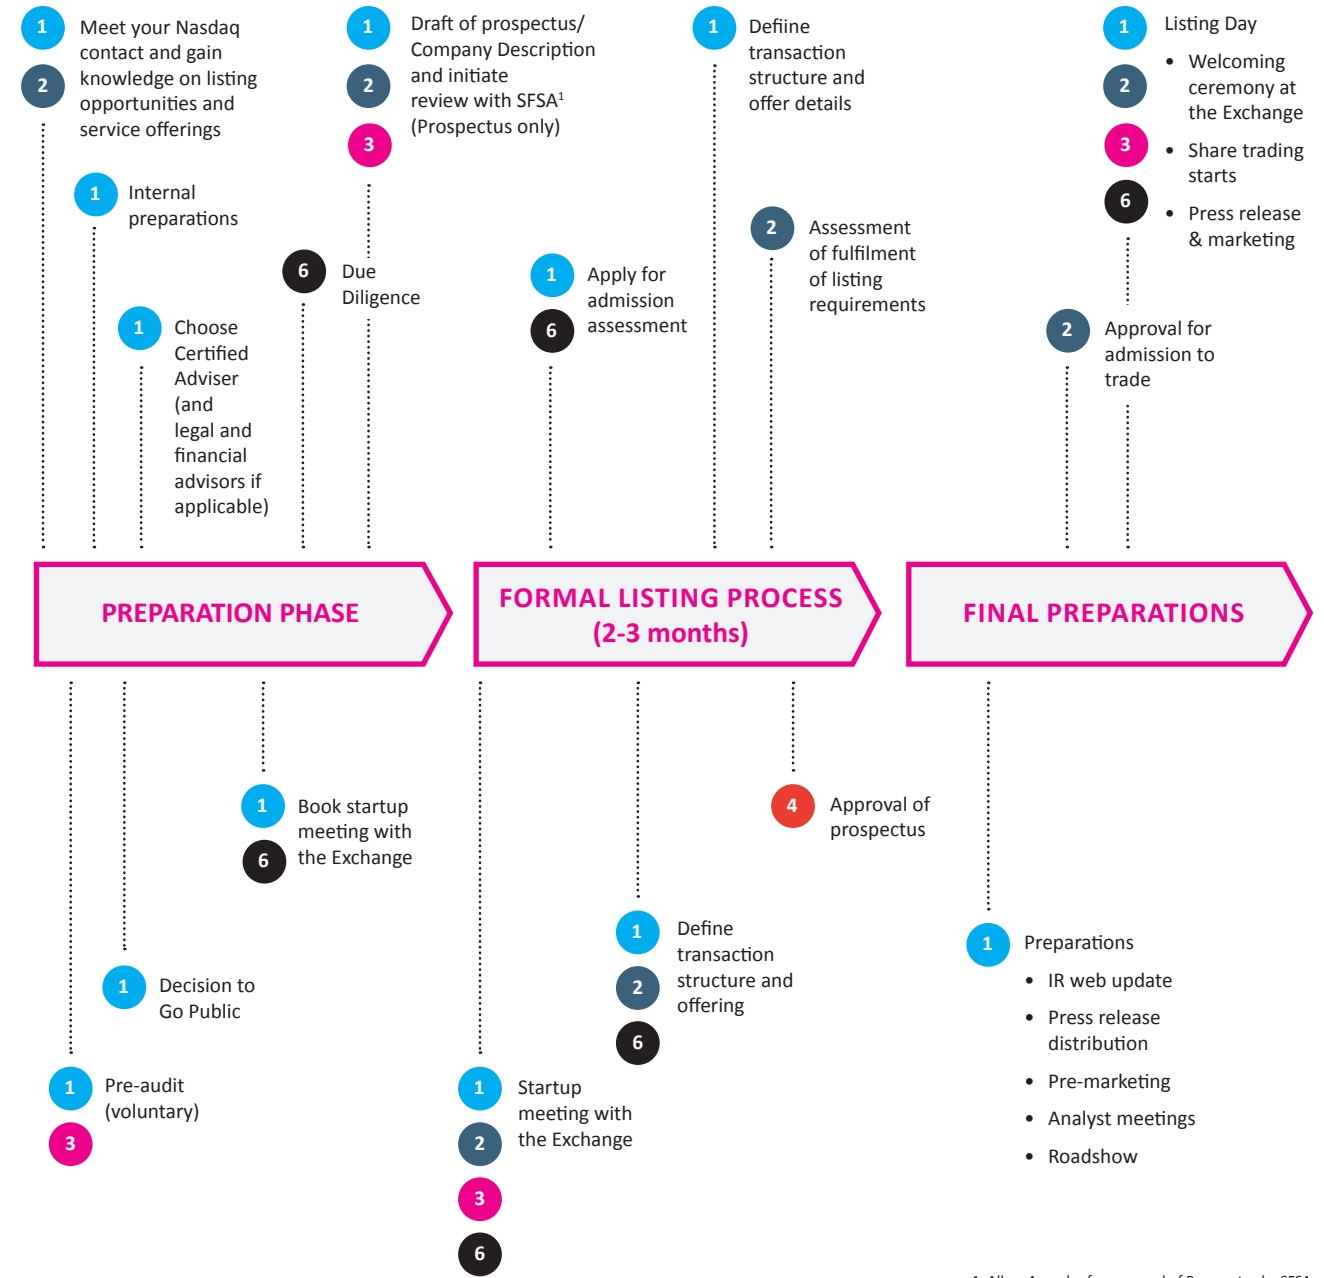 1
2
Meet your Nasdaq
contact and gain
knowledge on listing
opportunities and
service offerings
1
Internal
preparations
1
Choose
Certified
Adviser
(and
legal and
financial
advisors if
applicable)
6
Due
Diligence
1
2
3
Draft of prospectus/
Company Description
and initiate
review with SFSA1
(Prospectus only)
1
6
Apply for
admission
assessment
1
Defiine
transaction
structure and
offer details
2
Assessment
of fulfilment
of listing
requirements
2
Approval for
admission to
trade
1
2
3
6
Listing Day
• Welcoming
ceremony at
the Exchange
• Share trading
starts
• Press release
& marketing
PREPARATION PHASE
FORMAL LISTING PROCESS
(2-3 months)
FINAL PREPARATIONS
1
3
Pre-audit
(voluntary)
1
Decision to
Go Public
1
6
Book startup
meeting with
the Exchange
1
2
3
6
Startup
meeting with
the Exchange
1
2
6
Define
transaction
structure and
offering
4
Approval of
prospectus
1
Preparations
• IR web update
• Press release
distribution
• Pre-marketing
• Analyst meetings
• Roadshow